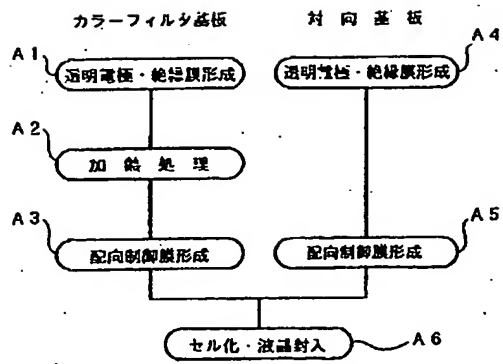 カラーフィルタ基板
対向基板
A1
透明電極・絶縁膜形成
A4
透明電極・絶縁膜形成
A2
加熱処理
A3
配向制御膜形成
A5
配向制御膜形成
セル化・液晶封入
A6